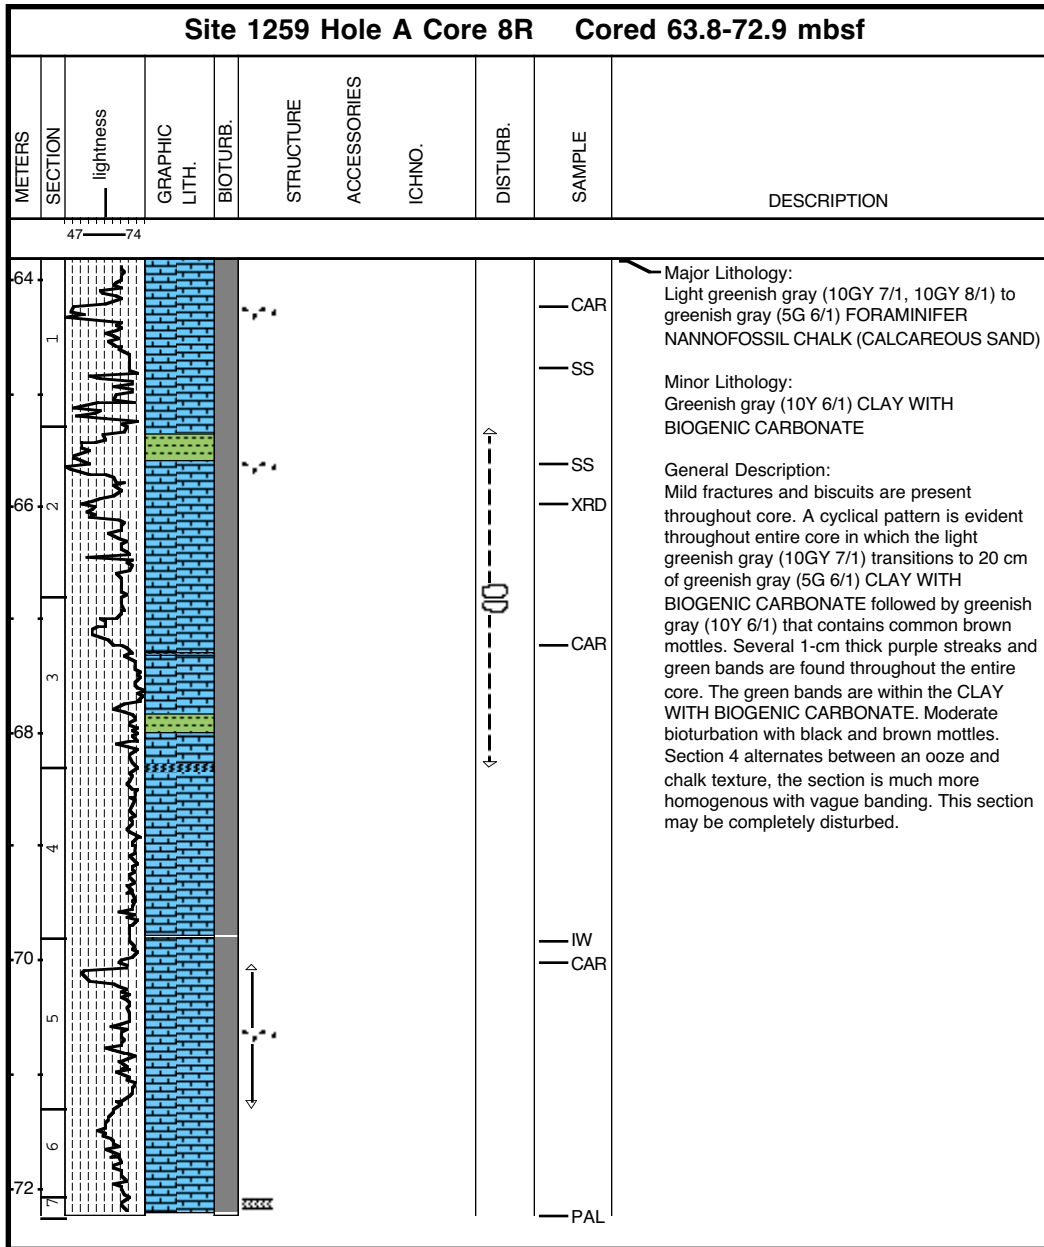 Site 1259 Hole A Core 8R Cored 63.8-72.9 mbsf
METERS
SECTION
lightness
GRAPHIC
LITH.
BIOTURB.
STRUCTURE
ACCESSORIES
ICHNO.
DISTURB.
SAMPLE
DESCRIPTION
47 74
64
66
68
70
72
1
2
3
4
5
6
7
CAR
SS
SS
XRD
CAR
IW
CAR
PAL
Major Lithology:
Light greenish gray (10GY 7/1, 10GY 8/1) to
greenish gray (5G 6/1) FORAMINIFER
NANNOFOSSIL CHALK (CALCAREOUS SAND)
Minor Lithology:
Greenish gray (10Y 6/1) CLAY WITH
BIOGENIC CARBONATE
General Description:
Mild fractures and biscuits are present
throughout core. A cyclical pattern is evident
throughout entire core in which the light
greenish gray (10GY 7/1) transitions to 20 cm
of greenish gray (5G 6/1) CLAY WITH
BIOGENIC CARBONATE followed by greenish
gray (10Y 6/1) that contains common brown
mottles. Several 1-cm thick purple streaks and
green bands are found throughout the entire
core. The green bands are within the CLAY
WITH BIOGENIC CARBONATE. Moderate
bioturbation with black and brown mottles.
Section 4 alternates between an ooze and
chalk texture, the section is much more
homogenous with vague banding. This section
may be completely disturbed.